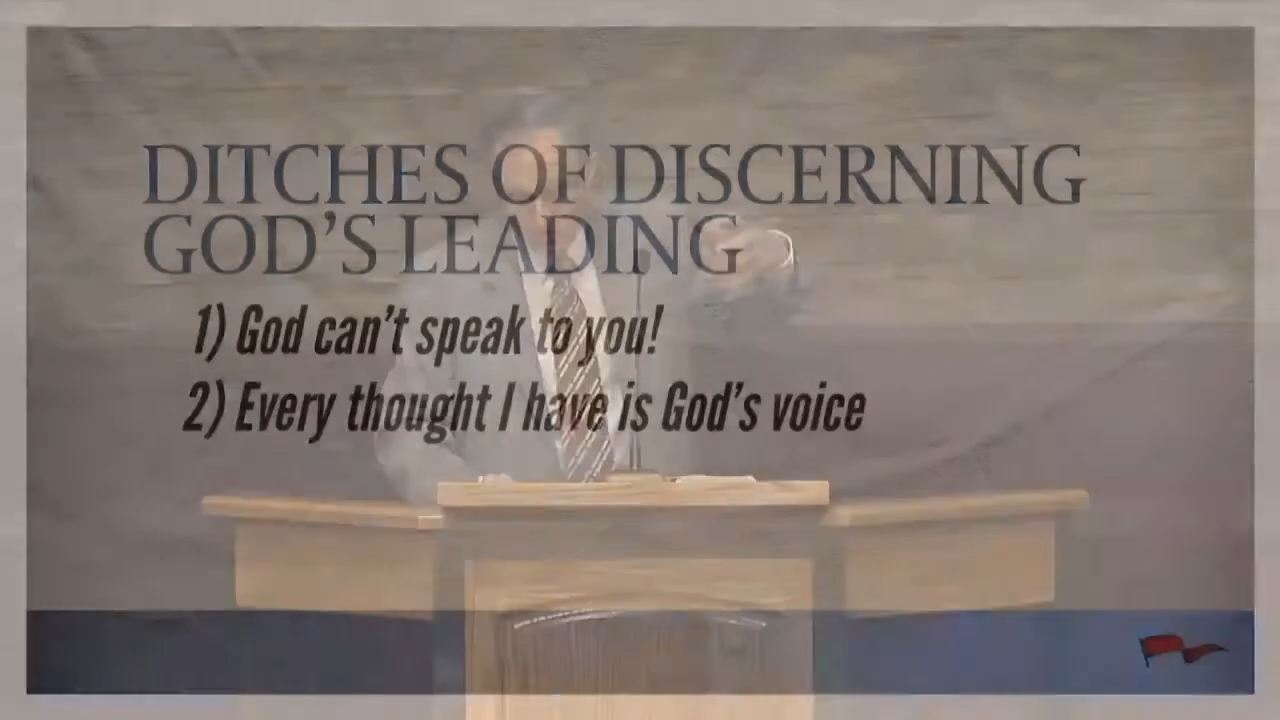 DITCHES OF DISCERNING
GOD'S LEADING
1) God can't speak to you!
2) Every thought I have is God's voice